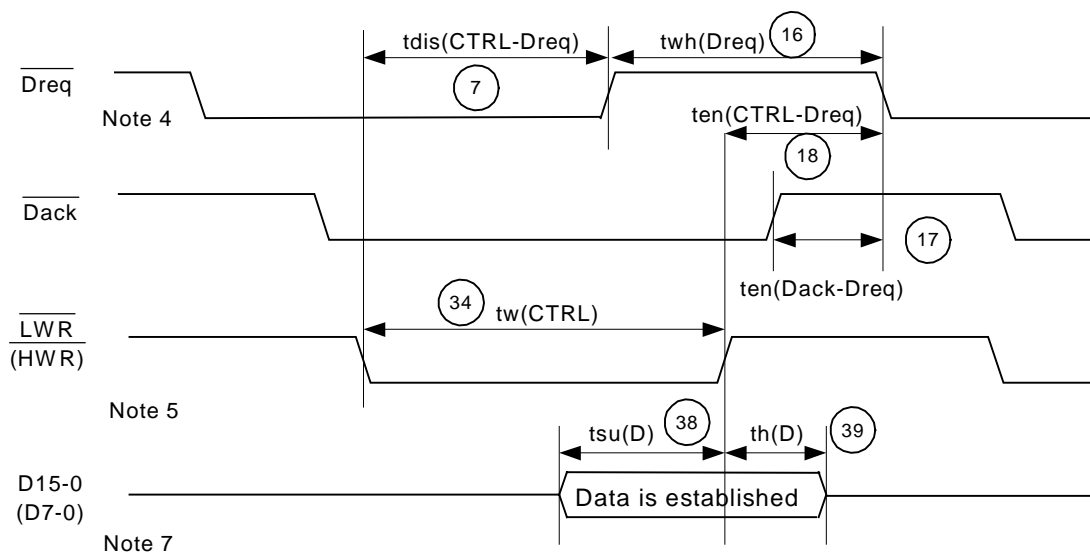 tdis(CTRL-Dreq)
twh(Dreq)
16
Dreq
7
Note 4
ten(CTRL-Dreq)
18
Dack
17
ten(Dack-Dreq)
34
tw(CTRL)
LWR
(HWR)
Note 5
tsu(D)
38
th(D)
39
D15-0
(D7-0)
Data is established
Note 7